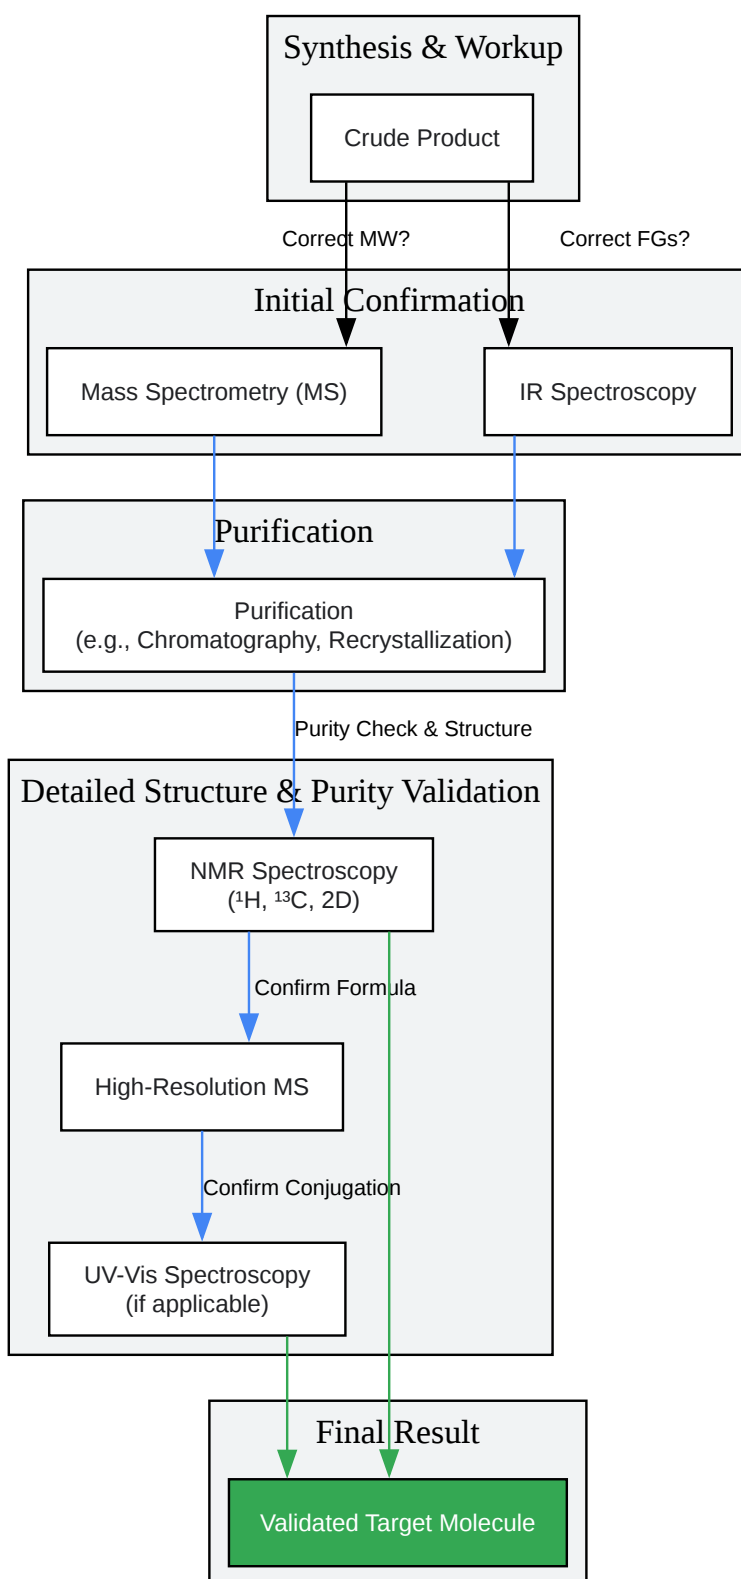 Synthesis & Workup
Crude Product
Correct MW?
Correct FGs?
Initial Confirmation
Mass Spectrometry (MS)
IR Spectroscopy
Purification
Purification
(e.g., Chromatography, Recrystallization)
Purity Check & Structure
Detailed Structure & Purity Validation
NMR Spectroscopy
(¹H, ¹³C, 2D)
Confirm Formula
High-Resolution MS
Confirm Conjugation
UV-Vis Spectroscopy
(if applicable)
Final Result
Validated Target Molecule